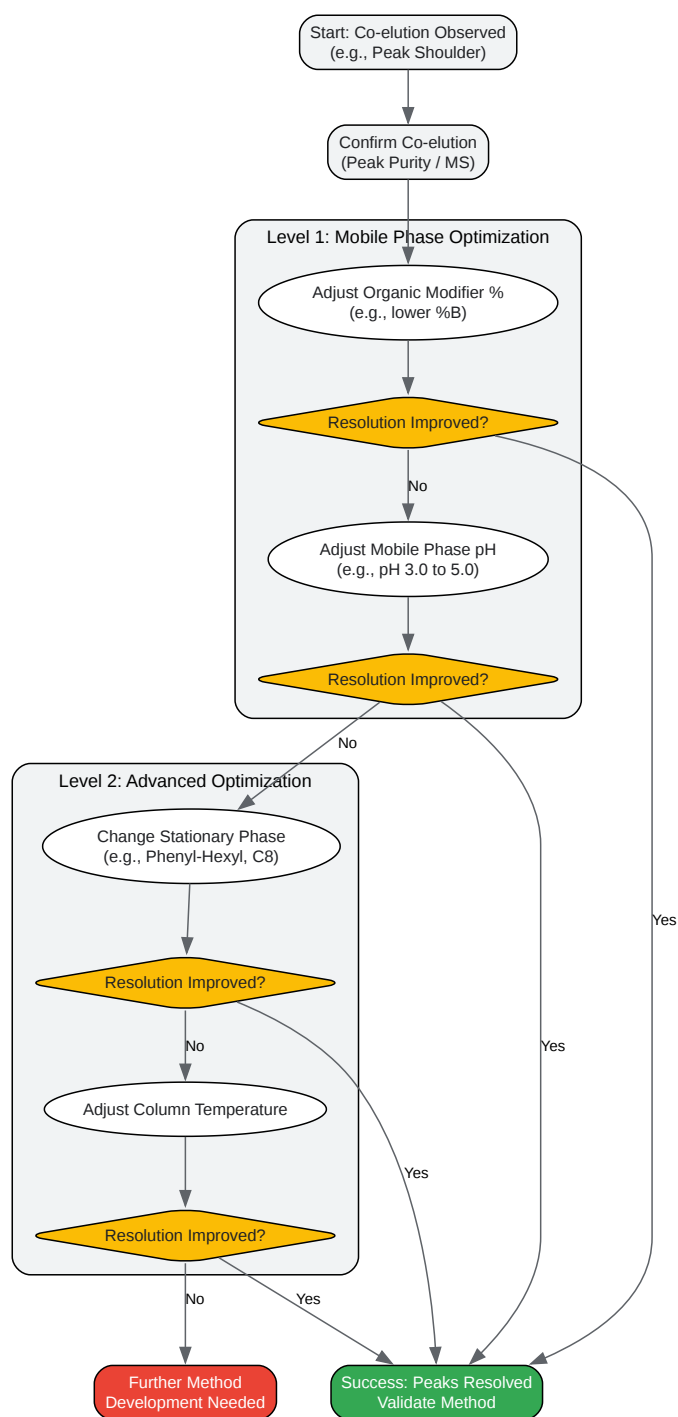 Start: Co-elution Observed
(e.g., Peak Shoulder)
Confirm Co-elution
(Peak Purity / MS)
Level 1: Mobile Phase Optimization
Adjust Organic Modifier %
(e.g., lower %B)
Resolution Improved?
No
Adjust Mobile Phase pH
(e.g., pH 3.0 to 5.0)
Resolution Improved?
No
Level 2: Advanced Optimization
Change Stationary Phase
(e.g., Phenyl-Hexyl, C8)
Yes
Resolution Improved?
No
Yes
Adjust Column Temperature
Yes
Resolution Improved?
No
Yes
Further Method
Development Needed
Success: Peaks Resolved
Validate Method